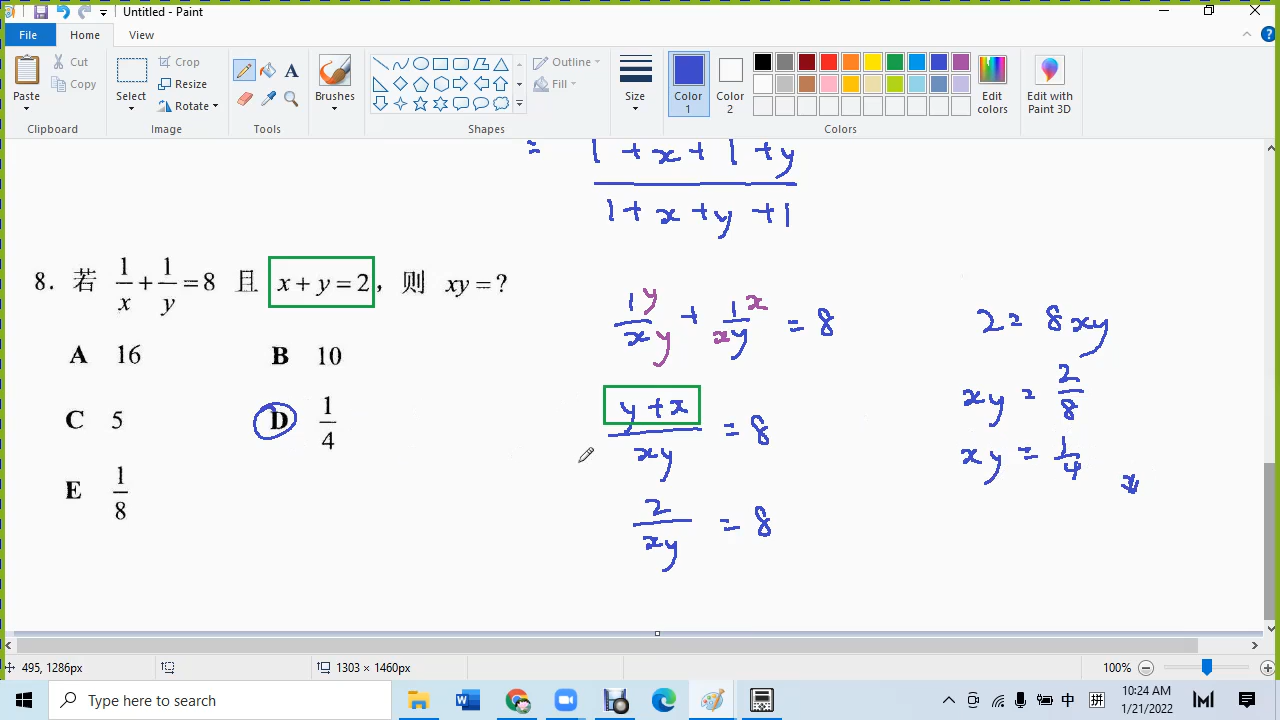 Untitled - Paint
File Home View
Paste Cut Copy Select Crop Resize Rotate A Brushes Outline Fill Size Color 1 Color 2 Edit colors Edit with Paint 3D
Clipboard Image Tools Shapes Colors
= 1 + x + 1 + y
1 + x + y + 1
8. 若 1/x + 1/y = 8 且 x + y = 2, 则 xy = ?
A 16 B 10
C 5 D 1/4
E 1/8
1y/xy + 1x/xy = 8
y + x / xy = 8
2/xy = 8
2 = 8xy
xy = 2/8
xy = 1/4
495, 1286px 1303 × 1460px 100%
Type here to search 中 拼 10:24 AM
1/21/2022